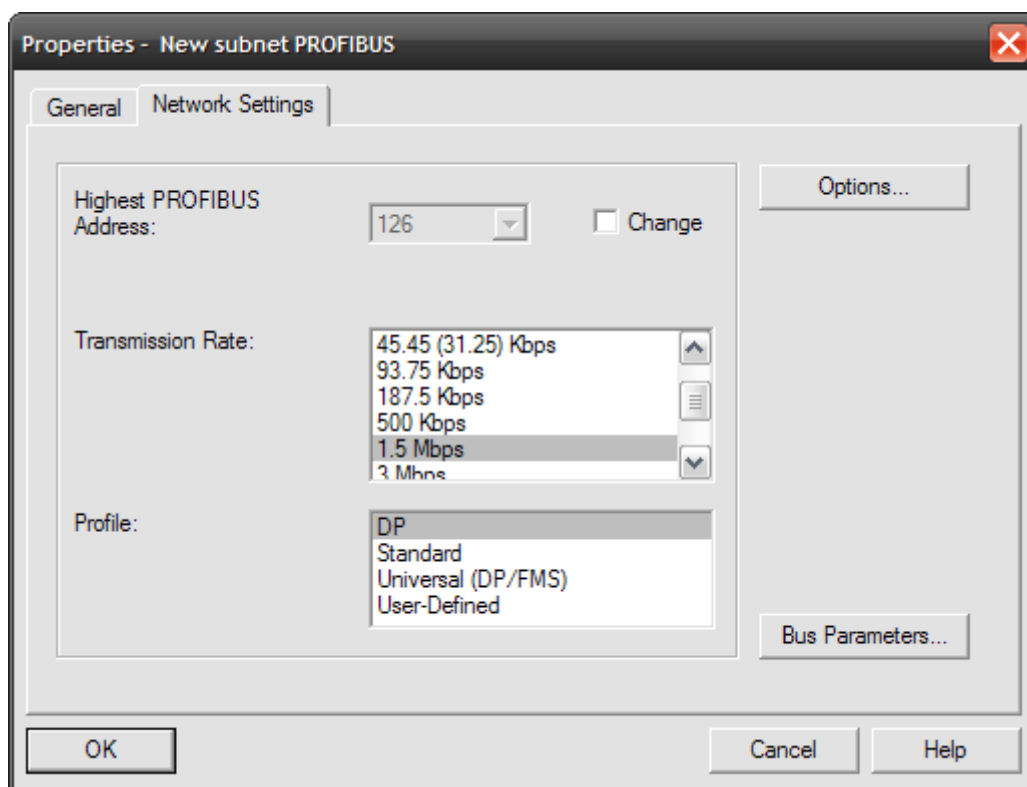 Properties - New subnet PROFIBUS
General
Network Settings
Highest PROFIBUS
Address:
126
Change
Options...
Transmission Rate:
45.45 (31.25) Kbps
93.75 Kbps
187.5 Kbps
500 Kbps
1.5 Mbps
3 Mbps
Profile:
DP
Standard
Universal (DP/FMS)
User-Defined
Bus Parameters...
OK
Cancel
Help